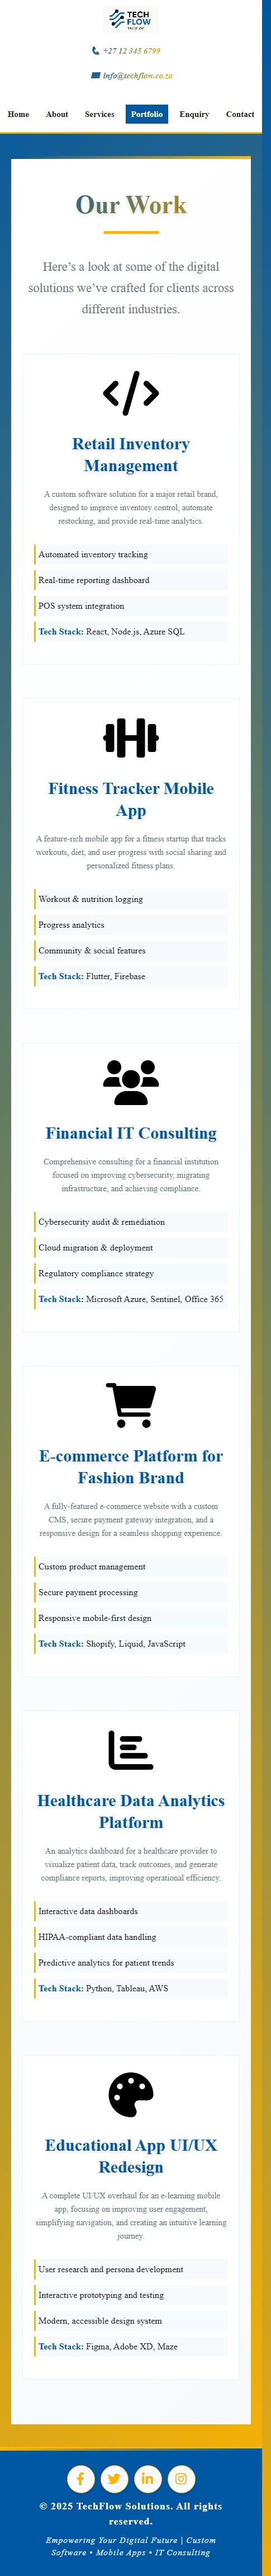 TECH
FLOW
+27 12 345 6799
info@techflow.co.za
Home About Services Portfolio Enquiry Contact
Our Work
Here's a look at some of the digital
solutions we've crafted for clients across
different industries.
Retail Inventory
Management
A custom software solution for a major retail brand,
designed to improve inventory control, automate
restocking, and provide real-time analytics.
Automated inventory tracking
Real-time reporting dashboard
POS system integration
Tech Stack: React, Node.js, Azure SQL
Fitness Tracker Mobile
App
A feature-rich mobile app for a fitness startup that tracks
workouts, diet, and user progress with social sharing and
personalized fitness plans.
Workout & nutrition logging
Progress analytics
Community & social features
Tech Stack: Flutter, Firebase
Financial IT Consulting
Comprehensive consulting for a financial institution
focused on improving cybersecurity, migrating
infrastructure, and achieving compliance.
Cybersecurity audit & remediation
Cloud migration & deployment
Regulatory compliance strategy
Tech Stack: Microsoft Azure, Sentinel, Office 365
E-commerce Platform for
Fashion Brand
A fully-featured e-commerce website with a custom
CMS, secure payment gateway integration, and a
responsive design for a seamless shopping experience.
Custom product management
Secure payment processing
Responsive mobile-first design
Tech Stack: Shopify, Liquid, JavaScript
Healthcare Data Analytics
Platform
An analytics dashboard for a healthcare provider to
visualize patient data, track outcomes, and generate
compliance reports, improving operational efficiency.
Interactive data dashboards
HIPAA-compliant data handling
Predictive analytics for patient trends
Tech Stack: Python, Tableau, AWS
Educational App UI/UX
Redesign
A complete UI/UX overhaul for an e-learning mobile
app, focusing on improving user engagement,
simplifying navigation, and creating an intuitive learning
journey.
User research and persona development
Interactive prototyping and testing
Modern, accessible design system
Tech Stack: Figma, Adobe XD, Maze
© 2025 TechFlow Solutions. All rights
reserved.
Empowering Your Digital Future | Custom
Software • Mobile Apps • IT Consulting